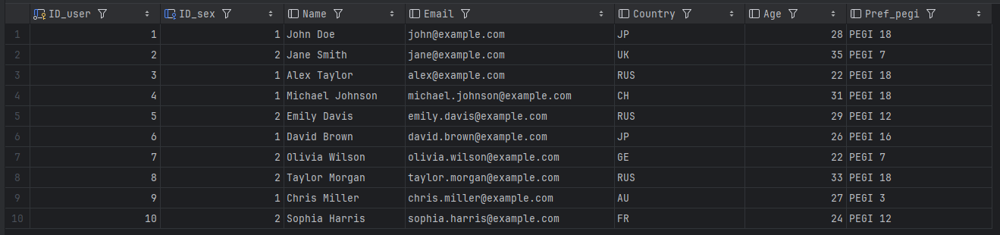 ID_user ID_sex Name Email Country Age Pref_pegi
1 1 1 John Doe john@example.com JP 28 PEGI 18
2 2 2 Jane Smith jane@example.com UK 35 PEGI 7
3 3 1 Alex Taylor alex@example.com RUS 22 PEGI 18
4 4 1 Michael Johnson michael.johnson@example.com CH 31 PEGI 18
5 5 2 Emily Davis emily.davis@example.com RUS 29 PEGI 12
6 6 1 David Brown david.brown@example.com JP 26 PEGI 16
7 7 2 Olivia Wilson olivia.wilson@example.com GE 22 PEGI 7
8 8 2 Taylor Morgan taylor.morgan@example.com RUS 33 PEGI 18
9 9 1 Chris Miller chris.miller@example.com AU 27 PEGI 3
10 10 2 Sophia Harris sophia.harris@example.com FR 24 PEGI 12